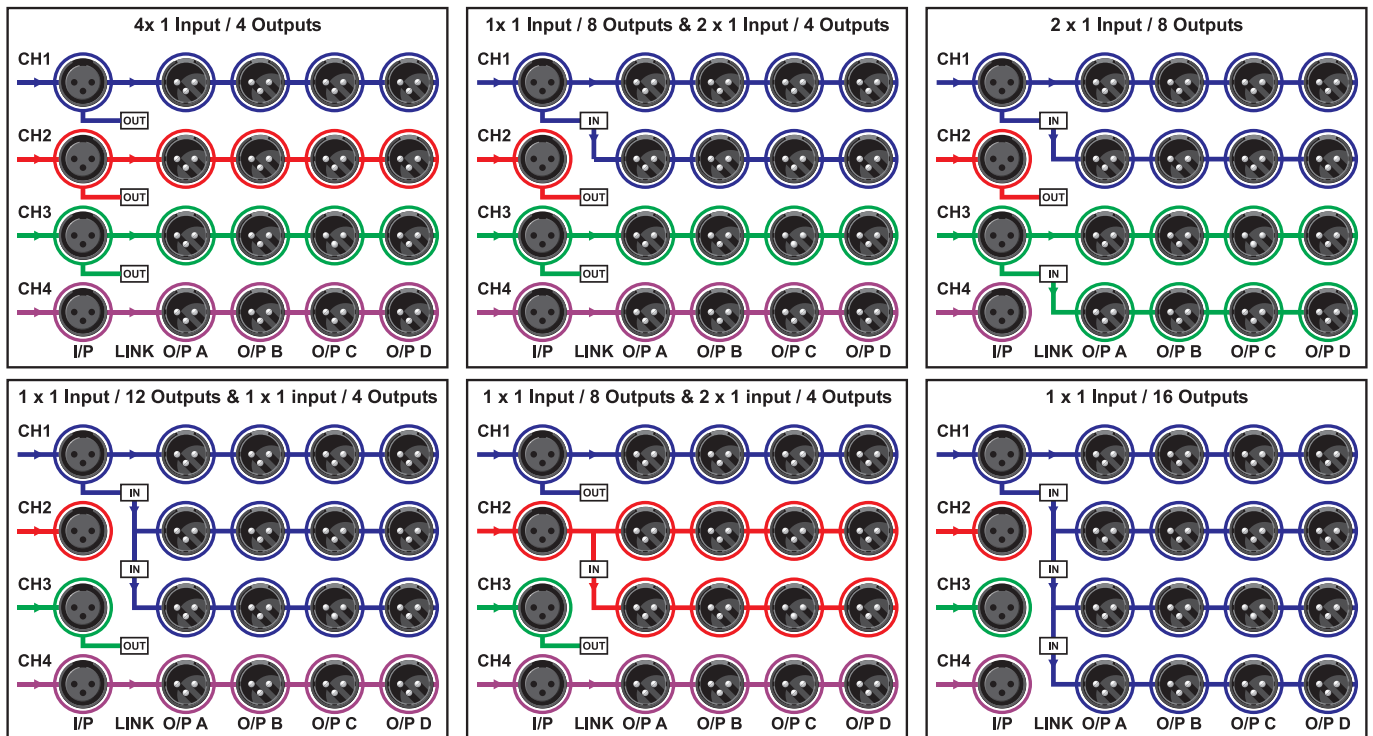 4x 1 Input / 4 Outputs
CH1
OUT
CH2
OUT
CH3
OUT
CH4
I/P LINK O/P A O/P B O/P C O/P D
1x 1 Input / 8 Outputs & 2 x 1 Input / 4 Outputs
CH1
IN
CH2
OUT
CH3
OUT
CH4
I/P LINK O/P A O/P B O/P C O/P D
2 x 1 Input / 8 Outputs
CH1
IN
CH2
OUT
CH3
IN
CH4
I/P LINK O/P A O/P B O/P C O/P D
1 x 1 Input / 12 Outputs & 1 x 1 input / 4 Outputs
CH1
IN
CH2
IN
CH3
OUT
CH4
I/P LINK O/P A O/P B O/P C O/P D
1 x 1 Input / 8 Outputs & 2 x 1 input / 4 Outputs
CH1
OUT
CH2
IN
CH3
OUT
CH4
I/P LINK O/P A O/P B O/P C O/P D
1 x 1 Input / 16 Outputs
CH1
IN
CH2
IN
CH3
IN
CH4
I/P LINK O/P A O/P B O/P C O/P D